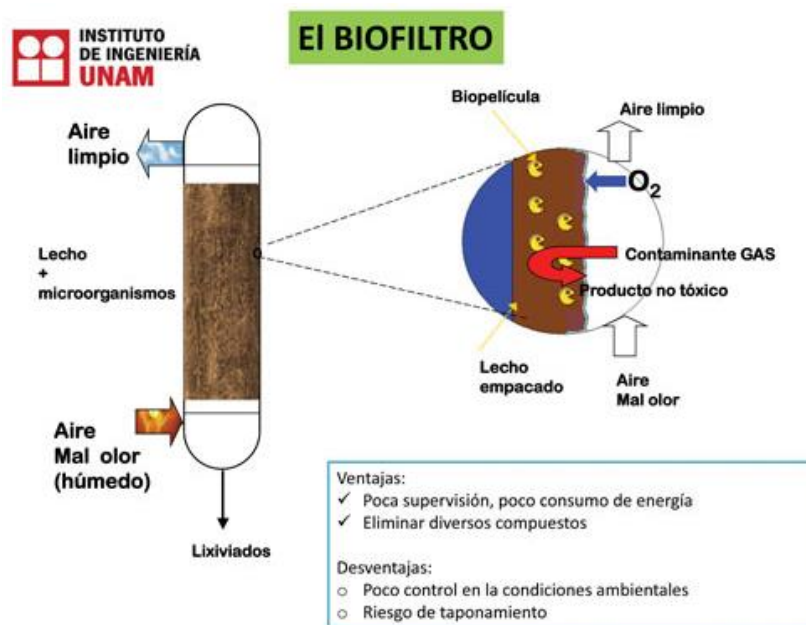 INSTITUTO
DE INGENIERÍA
UNAM
El BIOFILTRO
Aire
limpio
Lecho
+
microorganismos
Aire
Mal olor
(húmedo)
Lixiviados
Biopelícula
Aire limpio
O2
Contaminante GAS
Producto no tóxico
Lecho
empacado
Aire
Mal olor
Ventajas:
✓ Poca supervisión, poco consumo de energía
✓ Eliminar diversos compuestos
Desventajas:
o Poco control en la condiciones ambientales
o Riesgo de taponamiento